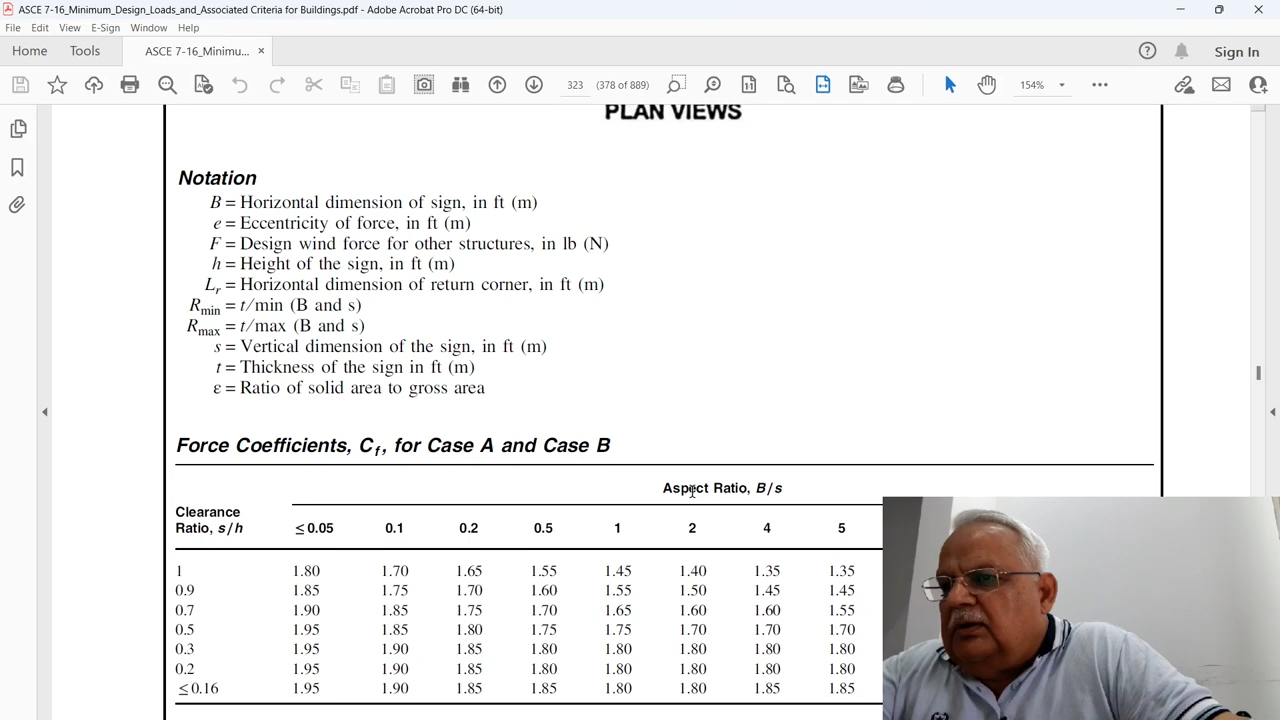 ASCE 7-16_Minimum_Design_Loads_and_Associated Criteria for Buildings.pdf - Adobe Acrobat Pro DC (64-bit)
File Edit View E-Sign Window Help
Home Tools ASCE 7-16_Minimu... × Sign In
323 (378 of 889) 154%
PLAN VIEWS
Notation
B = Horizontal dimension of sign, in ft (m)
e = Eccentricity of force, in ft (m)
F = Design wind force for other structures, in lb (N)
h = Height of the sign, in ft (m)
Lr = Horizontal dimension of return corner, in ft (m)
Rmin = t/min (B and s)
Rmax = t/max (B and s)
s = Vertical dimension of the sign, in ft (m)
t = Thickness of the sign in ft (m)
ε = Ratio of solid area to gross area
Force Coefficients, Cf, for Case A and Case B
Aspect Ratio, B/s
Clearance
Ratio, s/h ≤0.05 0.1 0.2 0.5 1 2 4 5
1 1.80 1.70 1.65 1.55 1.45 1.40 1.35 1.35
0.9 1.85 1.75 1.70 1.60 1.55 1.50 1.45 1.45
0.7 1.90 1.85 1.75 1.70 1.65 1.60 1.60 1.55
0.5 1.95 1.85 1.80 1.75 1.75 1.70 1.70 1.70
0.3 1.95 1.90 1.85 1.80 1.80 1.80 1.80 1.80
0.2 1.95 1.90 1.85 1.80 1.80 1.80 1.80 1.80
≤0.16 1.95 1.90 1.85 1.85 1.80 1.80 1.85 1.85